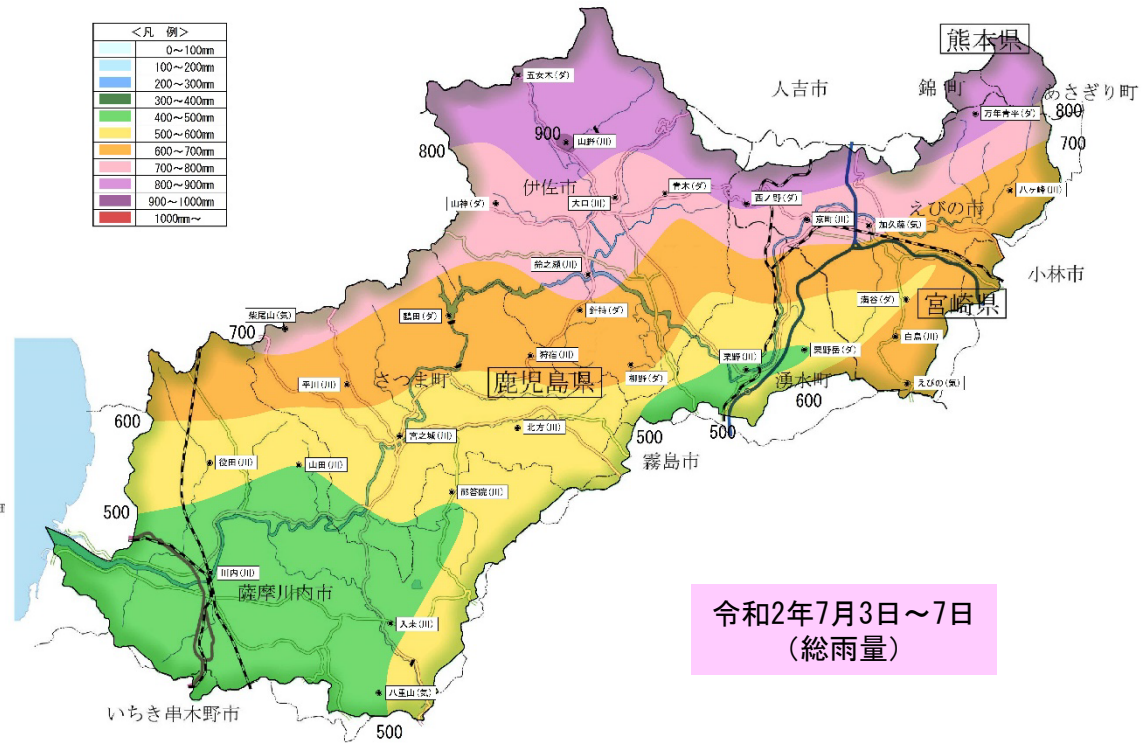 <凡 例>
0~100mm
100~200mm
200~300mm
300~400mm
400~500mm
500~600mm
600~700mm
700~800mm
800~900mm
900~1000mm
1000mm~
熊本県
五女木(ダ)
人吉市
錦町
あさぎり町
800
万年青平(ダ)
700
900
山野(川)
800
伊佐市
青木(ダ)
八ヶ峰(川)
山神(ダ)
大口(川)
西ノ野(ダ)
えびの市
京町(川)
加久藤(気)
鈴之瀬(川)
小林市
溝谷(ダ)
宮崎県
紫尾山(気)
700
鶴田(ダ)
針持(ダ)
白鳥(川)
狩宿(川)
栗野(川)
栗野岳(ダ)
平川(川)
さつま町
鹿児島県
柳野(ダ)
湧水町
えびの(気)
600
600
宮之城(川)
北方(川)
500
500
霧島市
役田(川)
山田(川)
祁答院(川)
500
川内(川)
薩摩川内市
入来(川)
令和2年7月3日~7日
(総雨量)
八重山(気)
いちき串木野市
500